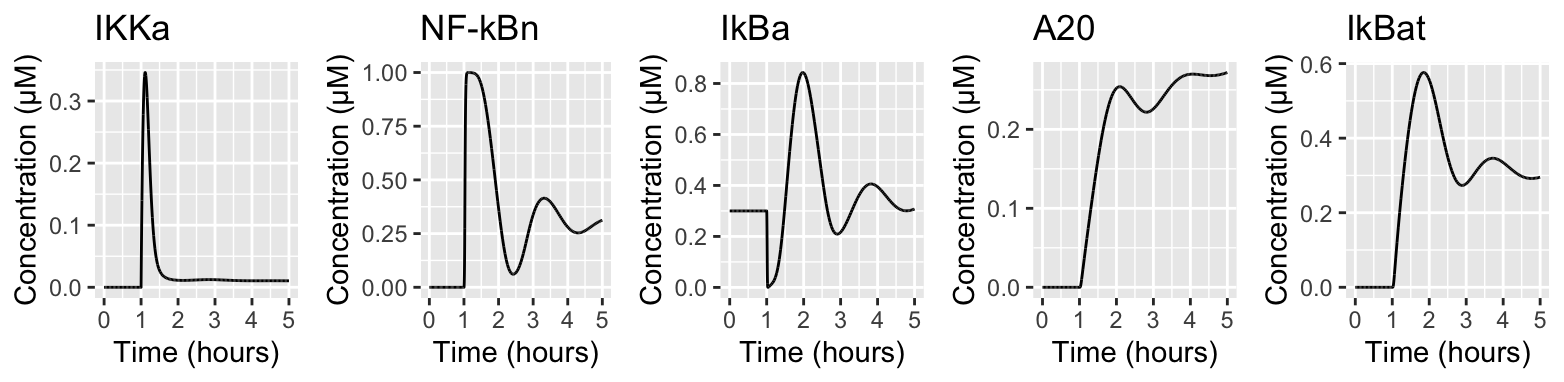 IKKa
Concentration (µM)
0.3
0.2
0.1
0.0
0 1 2 3 4 5
Time (hours)
NF-kBn
Concentration (µM)
1.00
0.75
0.50
0.25
0.00
0 1 2 3 4 5
Time (hours)
IkBa
Concentration (µM)
0.8
0.6
0.4
0.2
0.0
0 1 2 3 4 5
Time (hours)
A20
Concentration (µM)
0.2
0.1
0.0
0 1 2 3 4 5
Time (hours)
IkBat
Concentration (µM)
0.6
0.4
0.2
0.0
0 1 2 3 4 5
Time (hours)